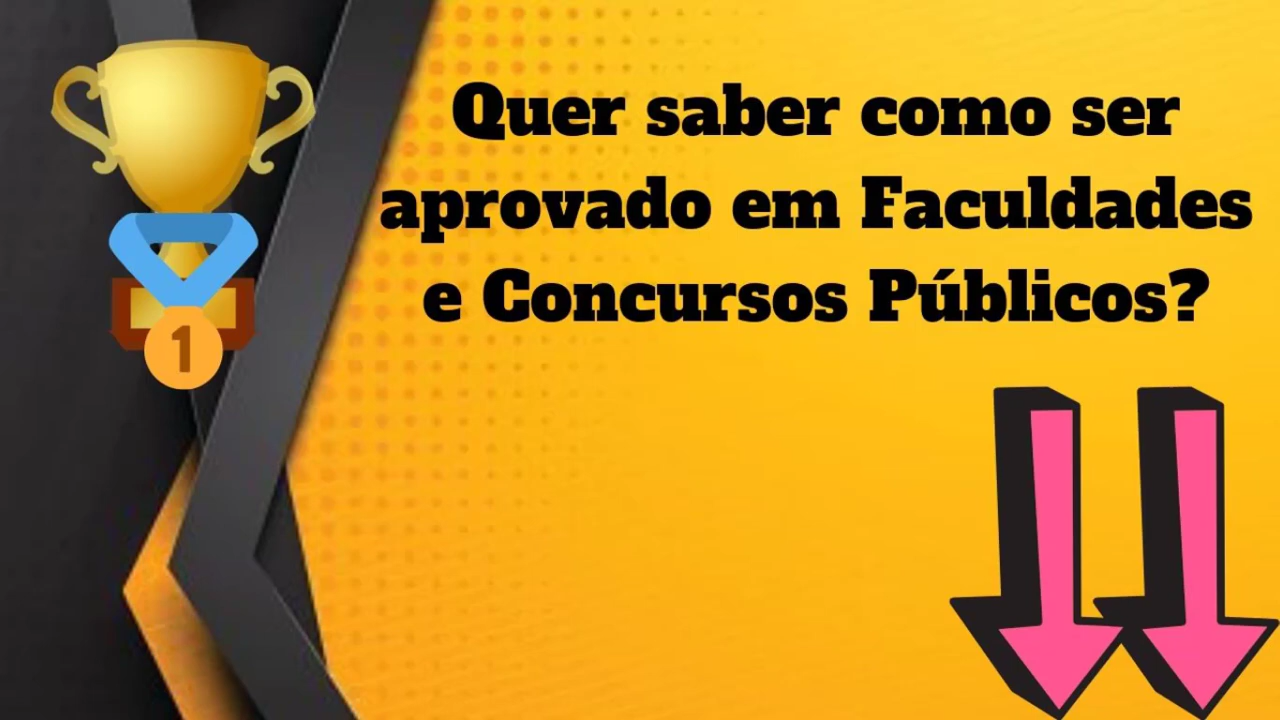 Quer saber como ser
aprovado em Faculdades
e Concursos Públicos?
1